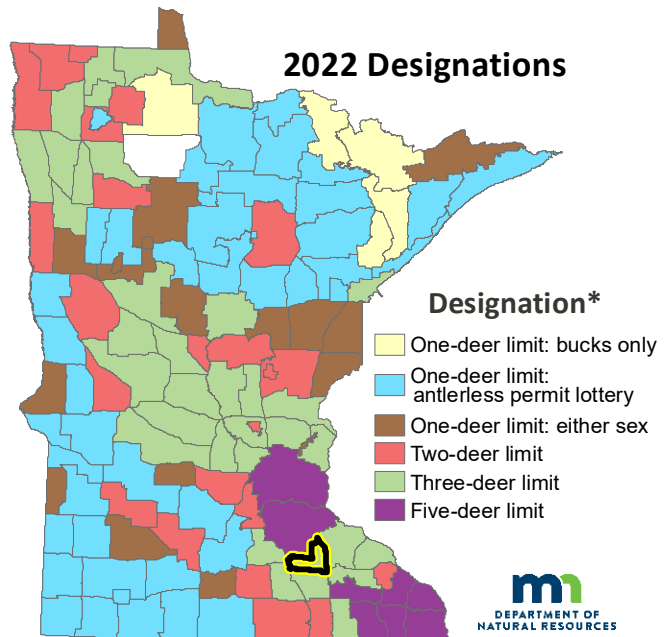 2022 Designations
Designation*
One-deer limit: bucks only
One-deer limit:
antlerless permit lottery
One-deer limit: either sex
Two-deer limit
Three-deer limit
Five-deer limit
mn
DEPARTMENT OF
NATURAL RESOURCES